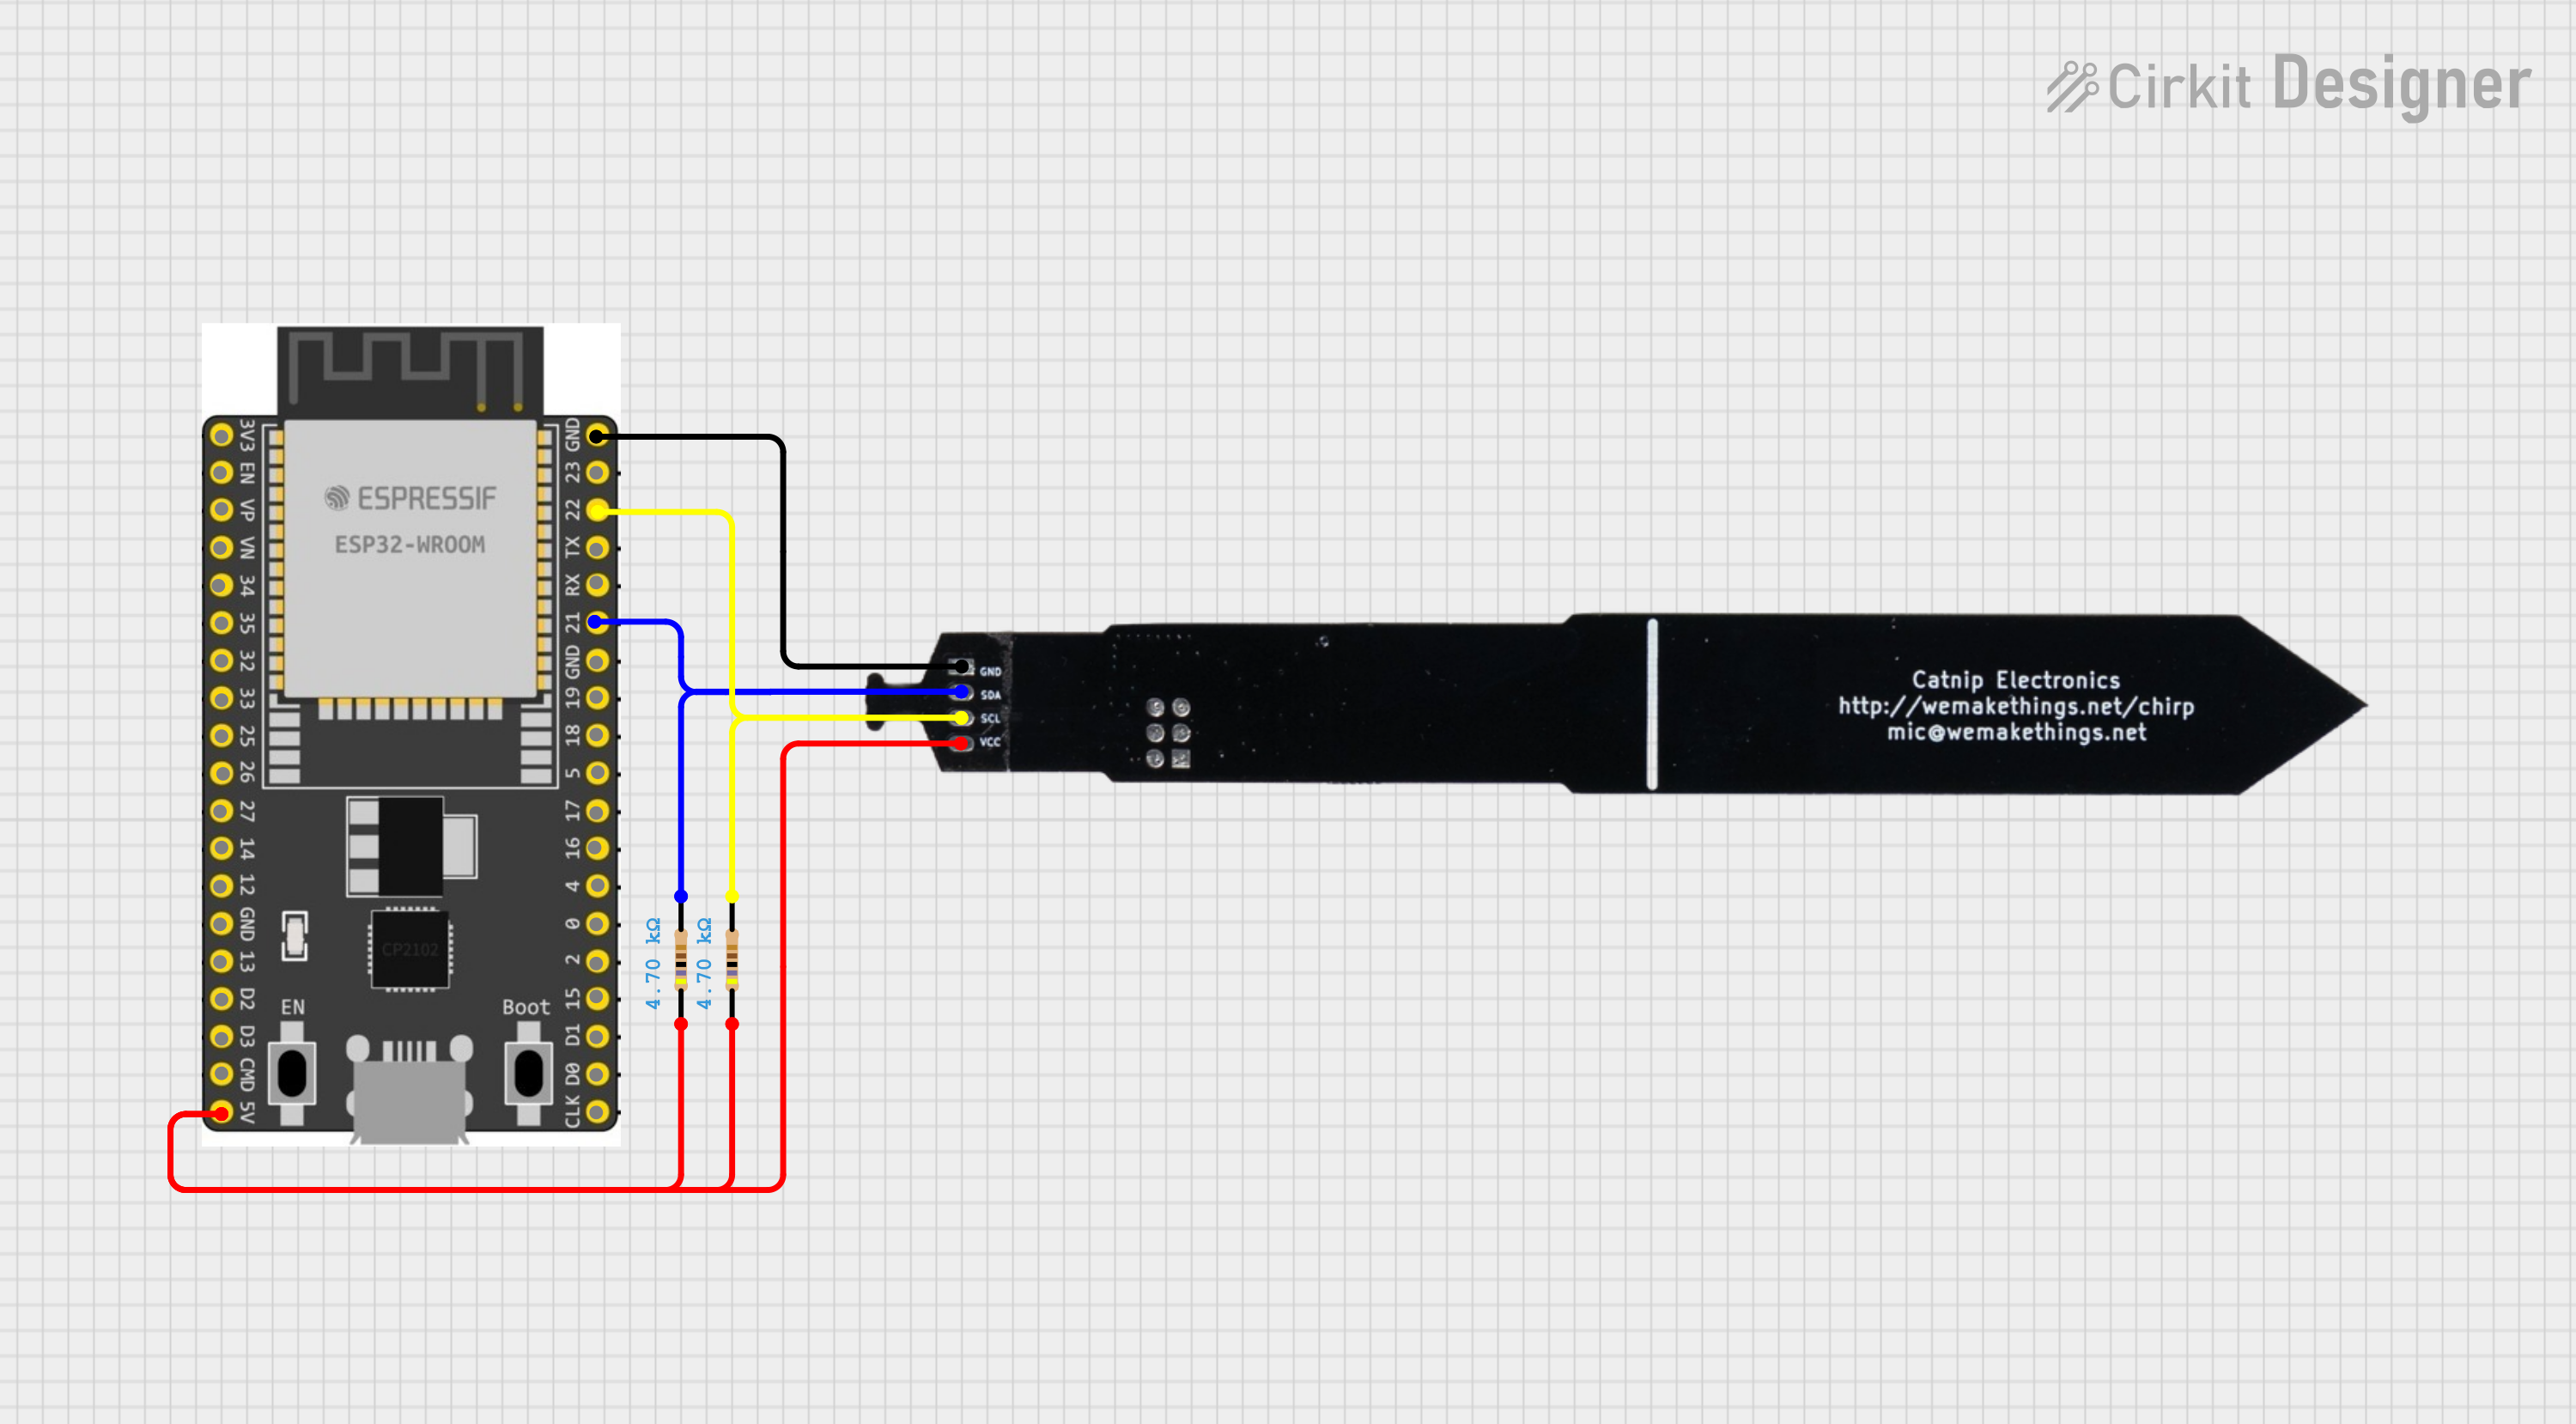 Cirkit Designer
3V3
EN
VP
VN
34
35
32
33
25
26
27
14
12
GND
13
D2
D3
CMD
5V
ESPRESSIF
ESP32-WROOM
CP2102
EN
Boot
GND
23
22
TX
RX
21
GND
19
18
5
17
16
4
0
2
15
D1
D0
CLK
4.70 kΩ
4.70 kΩ
GND
SDA
SCL
VCC
Catnip Electronics
http://wemakethings.net/chirp
mic@wemakethings.net